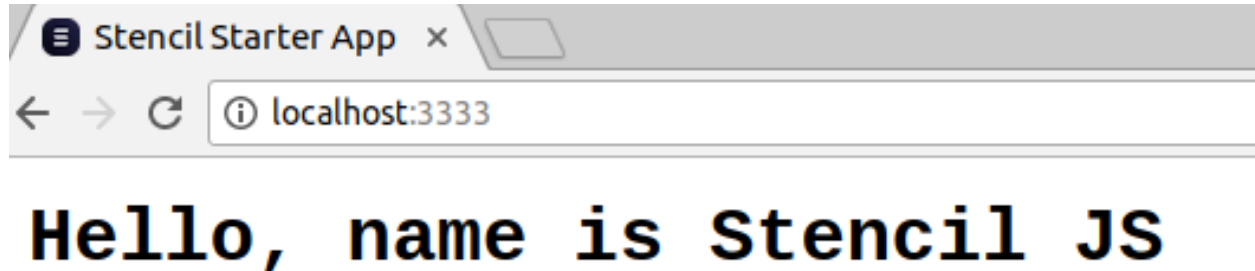 Stencil Starter App
localhost:3333
Hello, name is Stencil JS